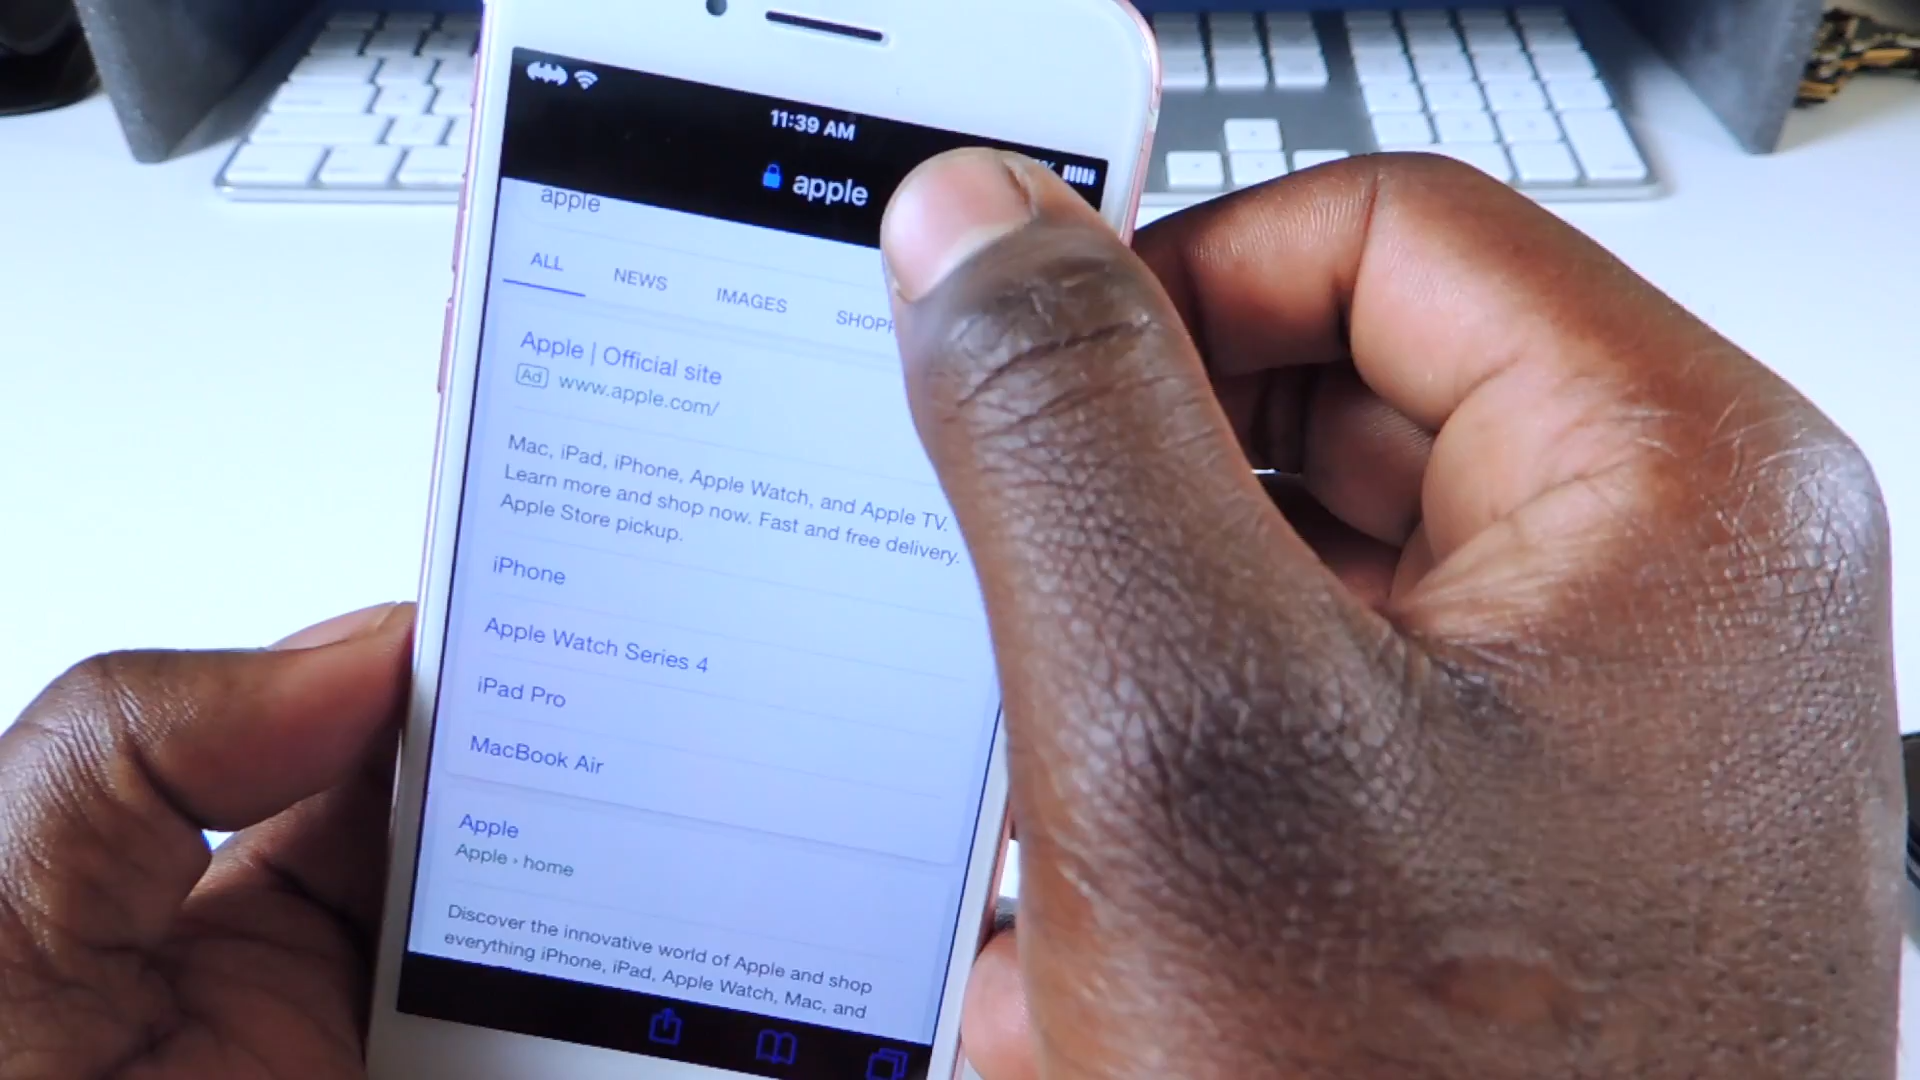 11:39 AM
apple
apple
ALL NEWS IMAGES
Apple | Official site
Ad www.apple.com/
Mac, iPad, iPhone, Apple Watch, and Apple TV.
Learn more and shop now. Fast and free delivery.
Apple Store pickup.
iPhone
Apple Watch Series 4
iPad Pro
MacBook Air
Apple
Apple › home
Discover the innovative world of Apple and shop
everything iPhone, iPad, Apple Watch, Mac, and